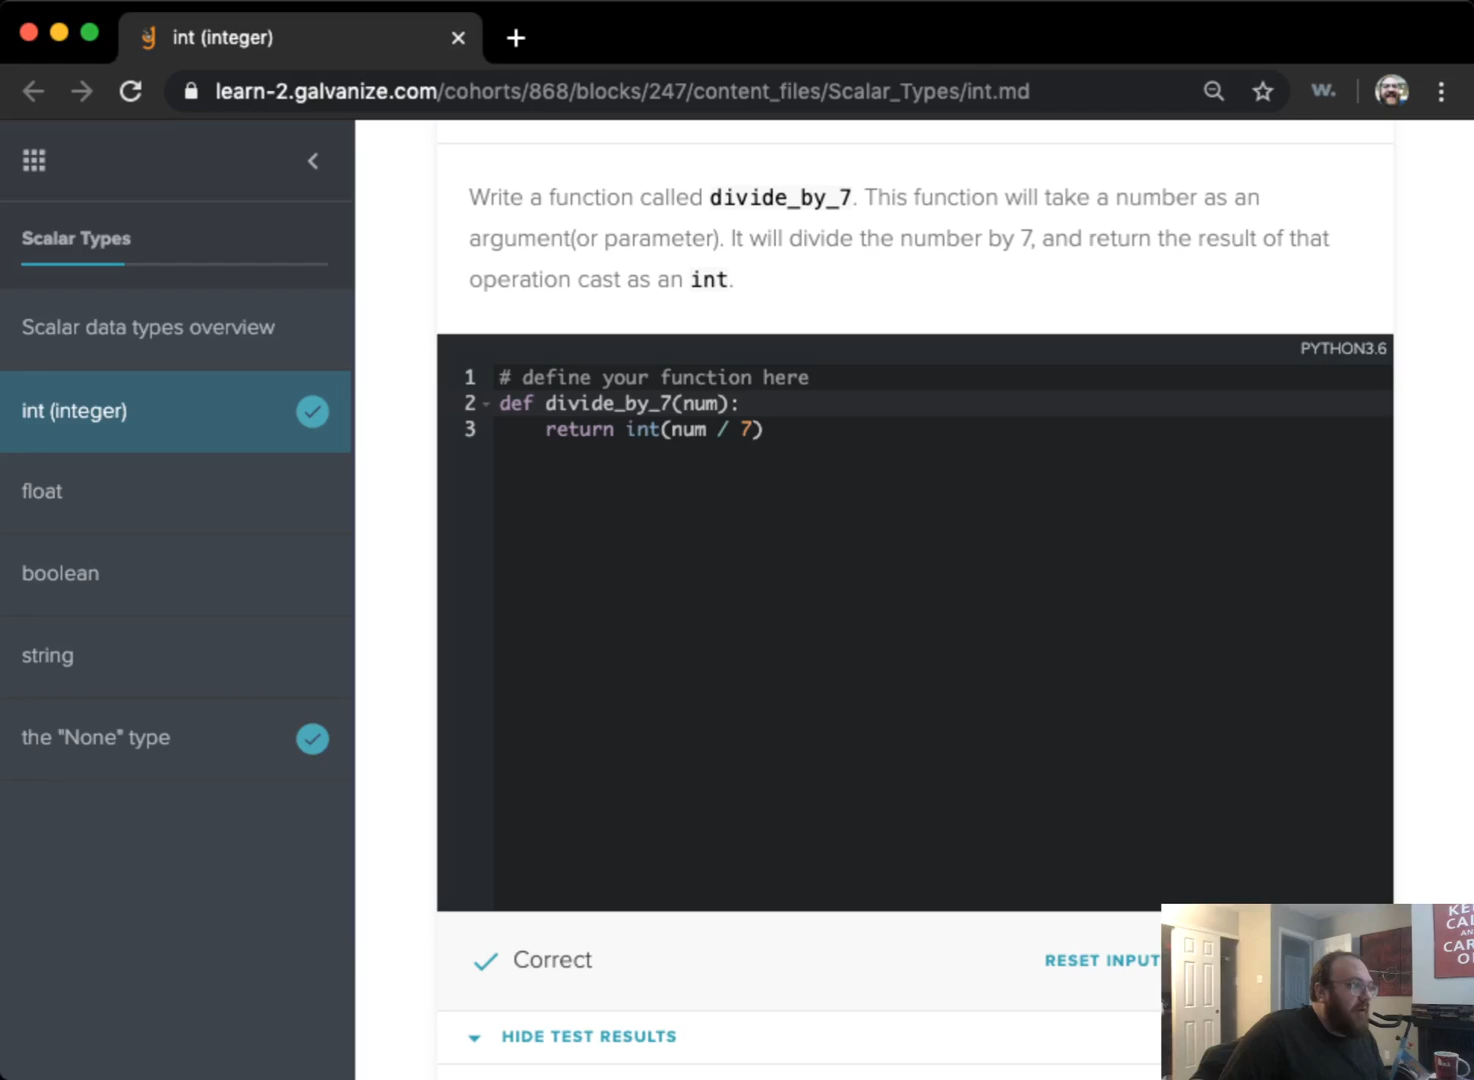 int (integer)
learn-2.galvanize.com/cohorts/868/blocks/247/content_files/Scalar_Types/int.md
w.
Scalar Types
Scalar data types overview
int (integer)
float
boolean
string
the "None" type
Write a function called divide_by_7. This function will take a number as an
argument(or parameter). It will divide the number by 7, and return the result of that
operation cast as an int.
PYTHON3.6
1 # define your function here
2 def divide_by_7(num):
3     return int(num / 7)
Correct
RESET INPUT
HIDE TEST RESULTS